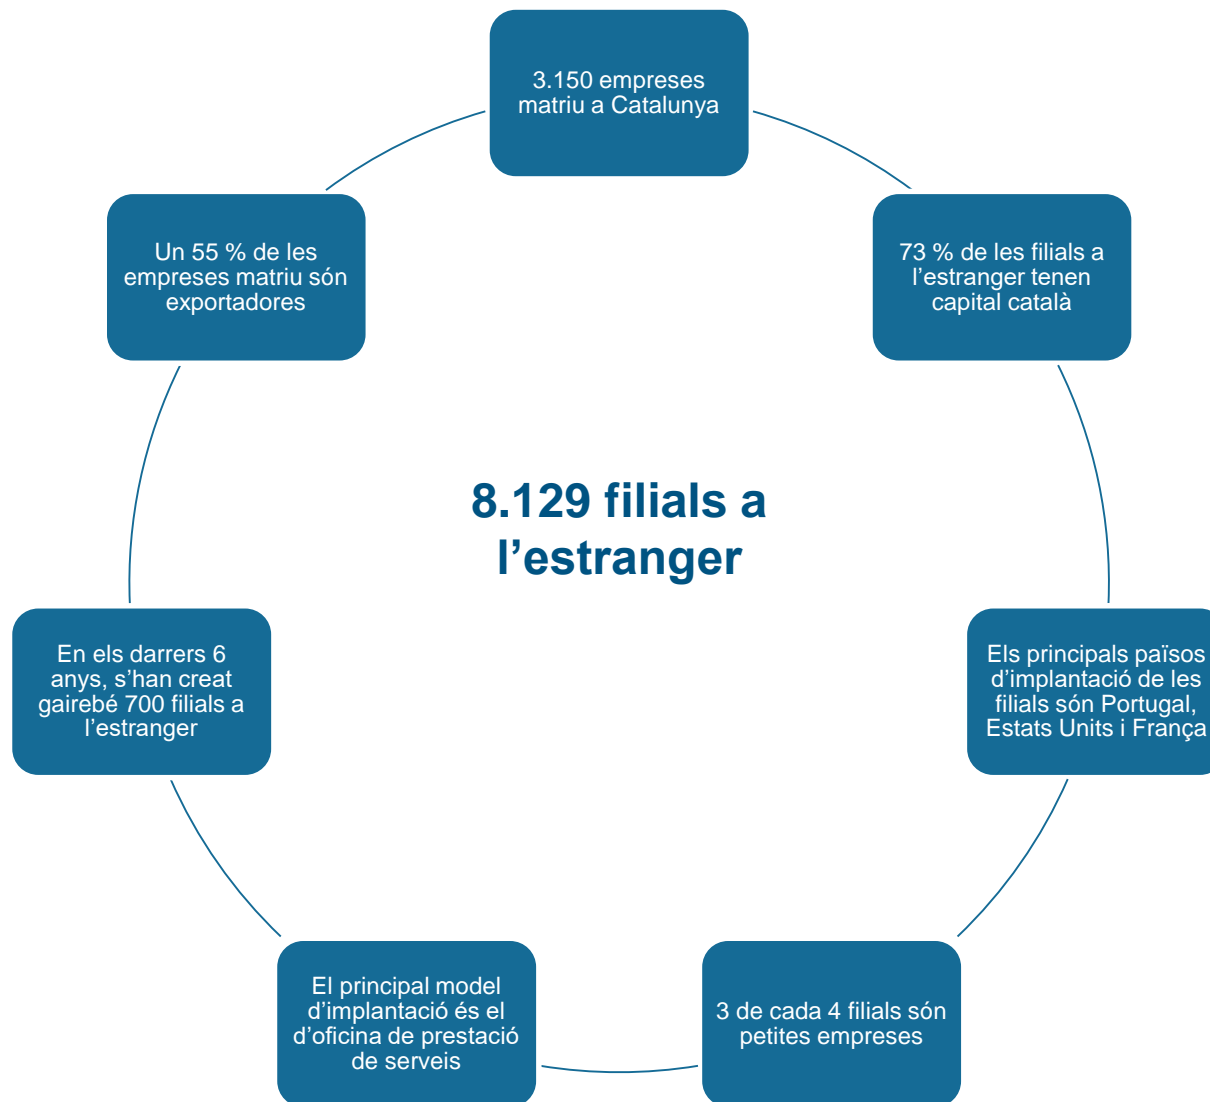 3.150 empreses
matriu a Catalunya
Un 55 % de les
empreses matriu són
exportadores
73 % de les filials a
l’estranger tenen
capital català
8.129 filials a
l’estranger
En els darrers 6
anys, s’han creat
gairebé 700 filials a
l’estranger
Els principals països
d’implantació de les
filials són Portugal,
Estats Units i França
El principal model
d’implantació és el
d’oficina de prestació
de serveis
3 de cada 4 filials són
petites empreses